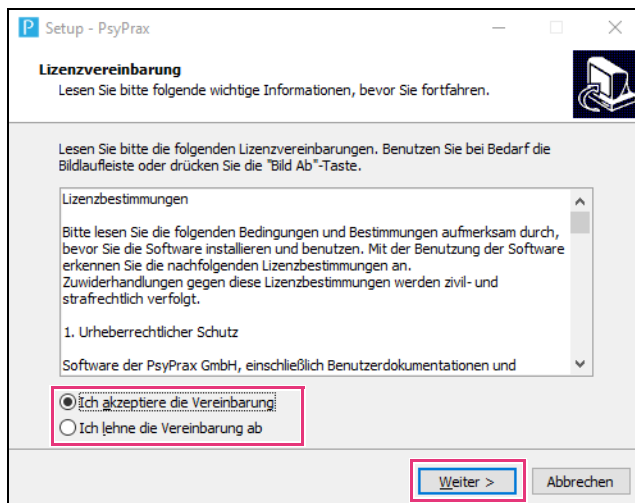 P Setup - PsyPrax
Lizenzvereinbarung
Lesen Sie bitte folgende wichtige Informationen, bevor Sie fortfahren.
Lesen Sie bitte die folgenden Lizenzvereinbarungen. Benutzen Sie bei Bedarf die
Bildlaufleiste oder drücken Sie die "Bild Ab"-Taste.
Lizenzbestimmungen
Bitte lesen Sie die folgenden Bedingungen und Bestimmungen aufmerksam durch,
bevor Sie die Software installieren und benutzen. Mit der Benutzung der Software
erkennen Sie die nachfolgenden Lizenzbestimmungen an.
Zuwiderhandlungen gegen diese Lizenzbestimmungen werden zivil- und
strafrechtlich verfolgt.
1. Urheberrechtlicher Schutz
Software der PsyPrax GmbH, einschließlich Benutzerdokumentationen und
Ich akzeptiere die Vereinbarung
Ich lehne die Vereinbarung ab
Weiter >
Abbrechen